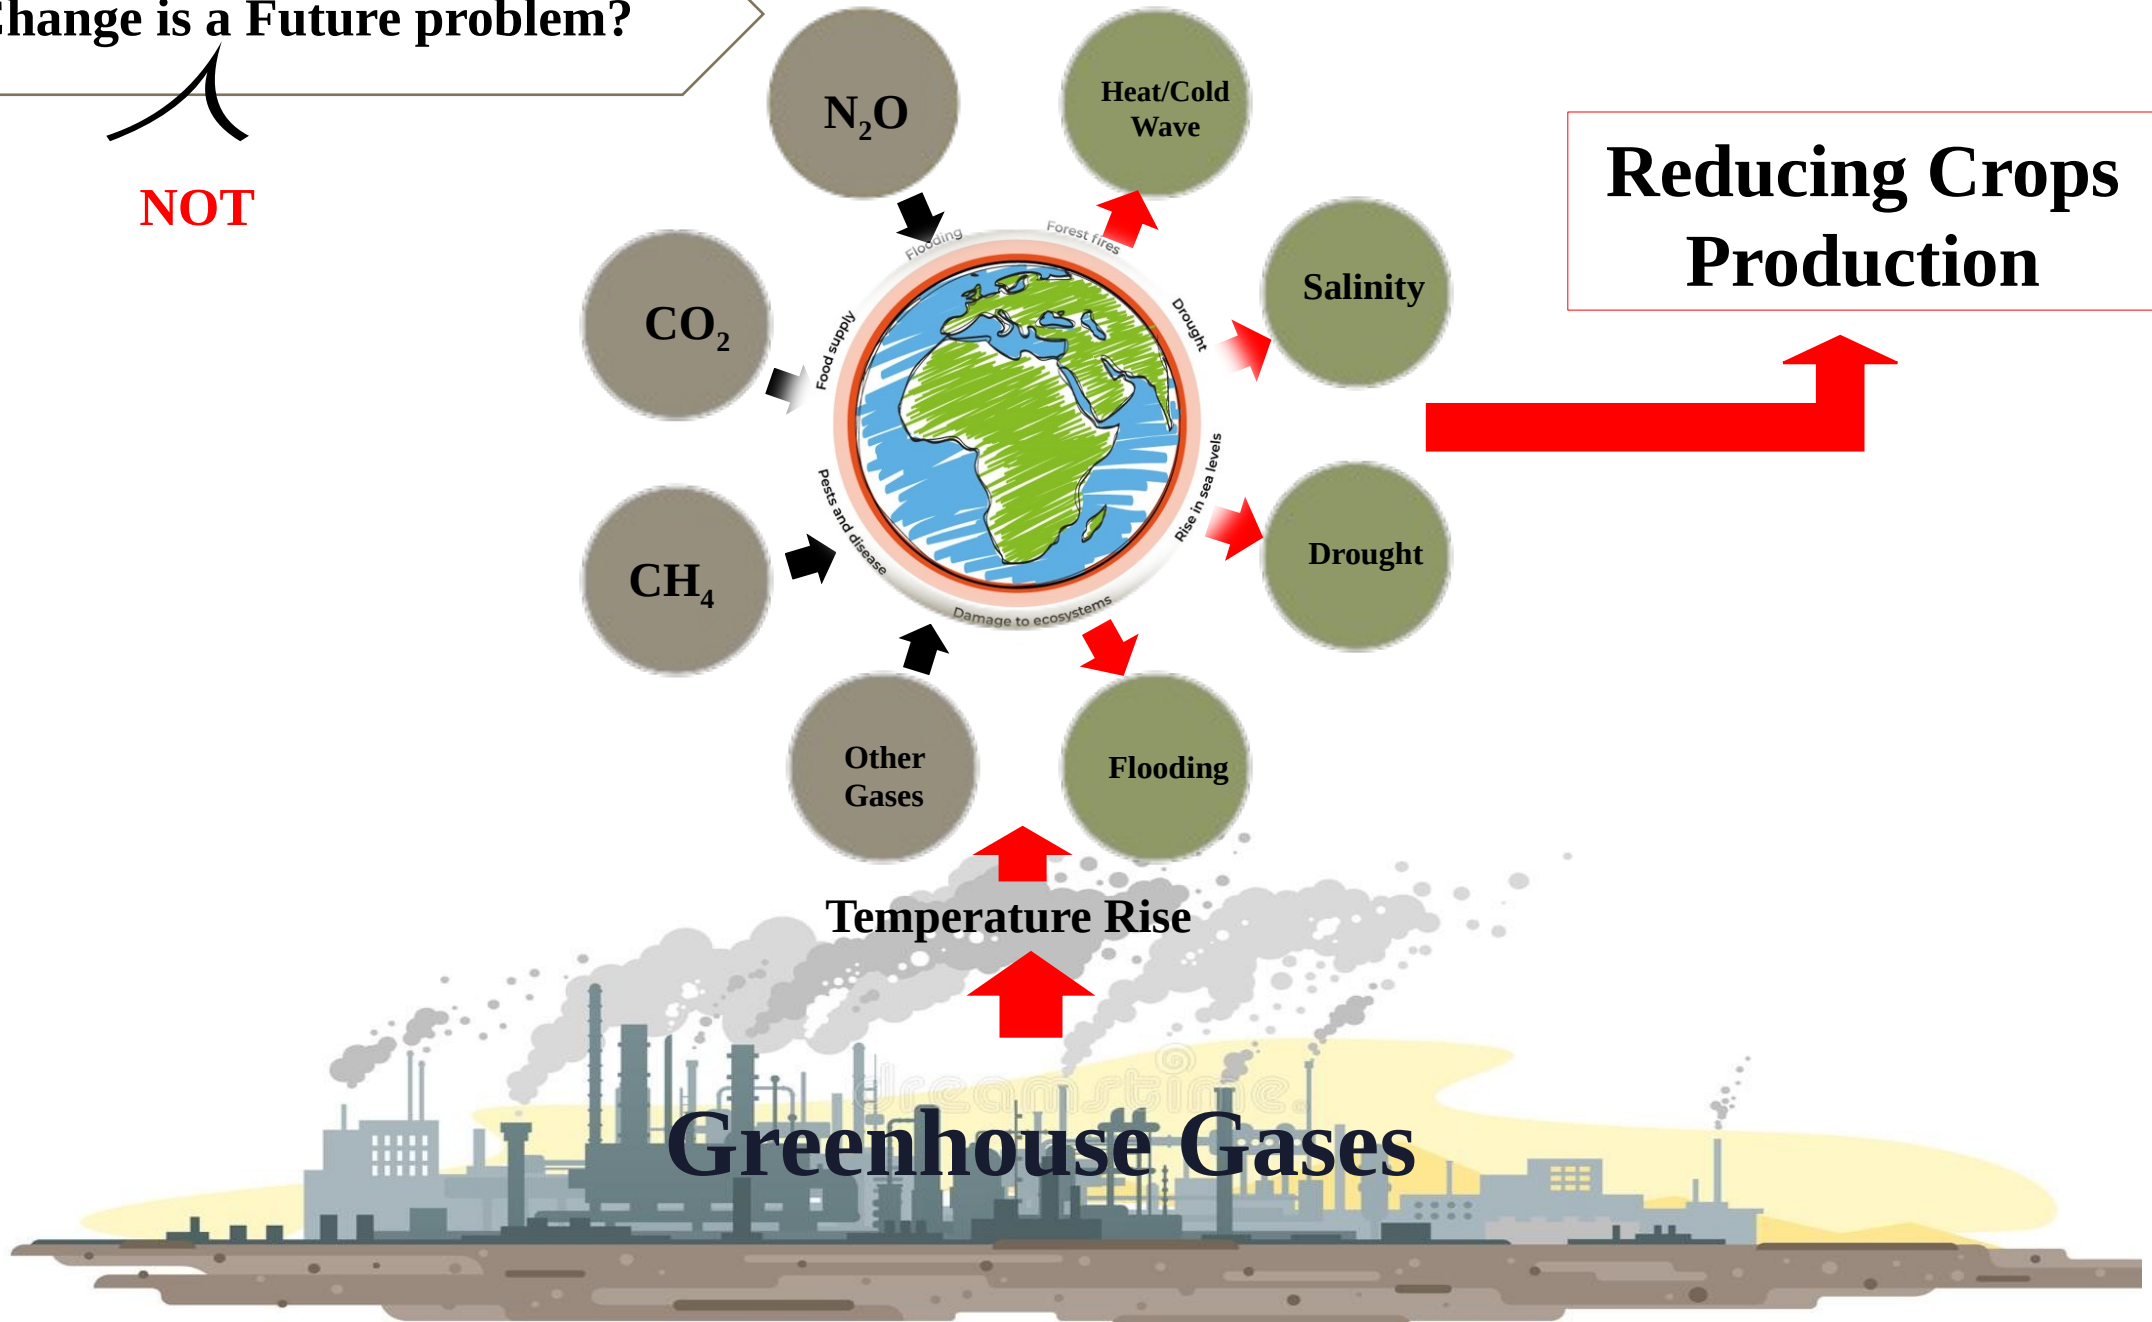 hange is a Future problem?
NOT
N₂O
Heat/Cold
Wave
CO₂
Salinity
CH₄
Drought
Other
Gases
Flooding
Flooding
Forest fires
Drought
Rise in sea levels
Damage to ecosystems
Pests and disease
Food supply
Reducing Crops
Production
Temperature Rise
dreamstime.
Greenhouse Gases